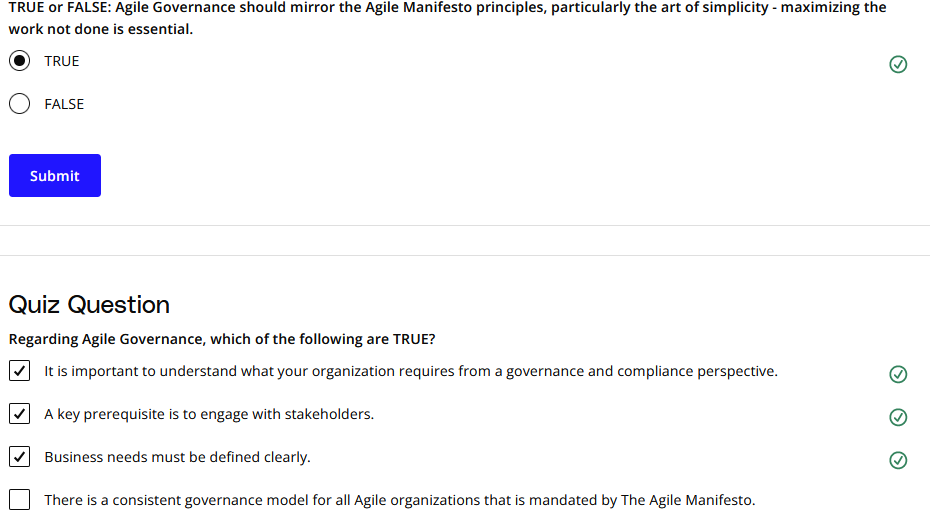 TRUE or FALSE: Agile Governance should mirror the Agile Manifesto principles, particularly the art of simplicity - maximizing the
work not done is essential.
TRUE
FALSE
Submit
Quiz Question
Regarding Agile Governance, which of the following are TRUE?
It is important to understand what your organization requires from a governance and compliance perspective.
A key prerequisite is to engage with stakeholders.
Business needs must be defined clearly.
There is a consistent governance model for all Agile organizations that is mandated by The Agile Manifesto.